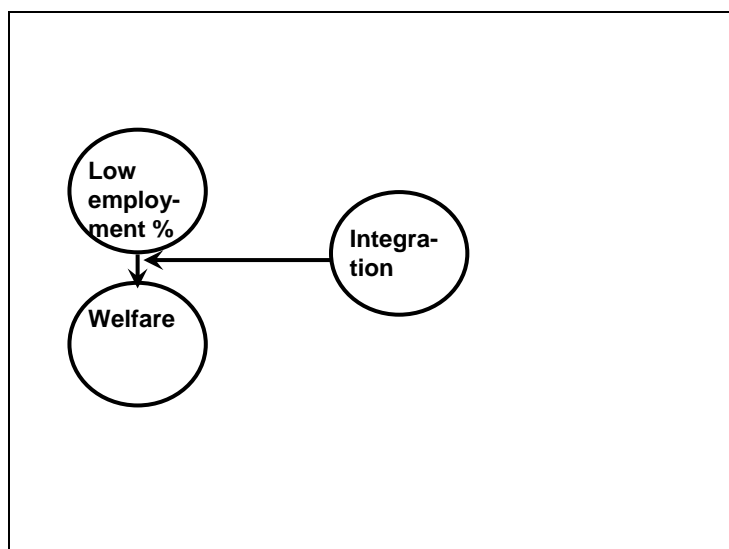 Low
employ-
ment %
Integra-
tion
Welfare